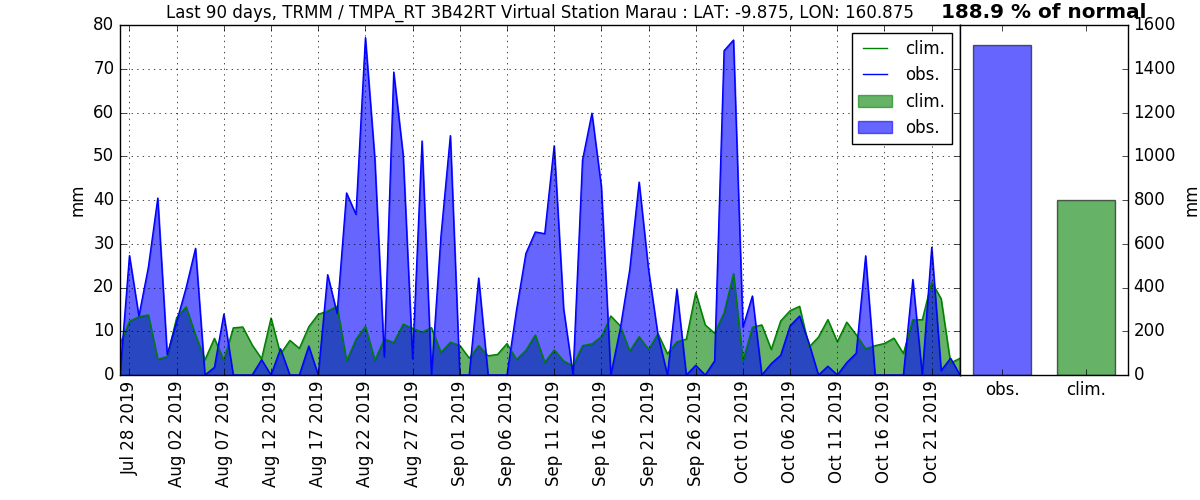 Last 90 days, TRMM / TMPA_RT 3B42RT Virtual Station Marau : LAT: -9.875, LON: 160.875
188.9 % of normal
80
70
60
50
40
30
20
10
0
mm
clim.
obs.
clim.
obs.
1600
1400
1200
1000
800
600
400
200
0
mm
Jul 28 2019
Aug 02 2019
Aug 07 2019
Aug 12 2019
Aug 17 2019
Aug 22 2019
Aug 27 2019
Sep 01 2019
Sep 06 2019
Sep 11 2019
Sep 16 2019
Sep 21 2019
Sep 26 2019
Oct 01 2019
Oct 06 2019
Oct 11 2019
Oct 16 2019
Oct 21 2019
obs.
clim.